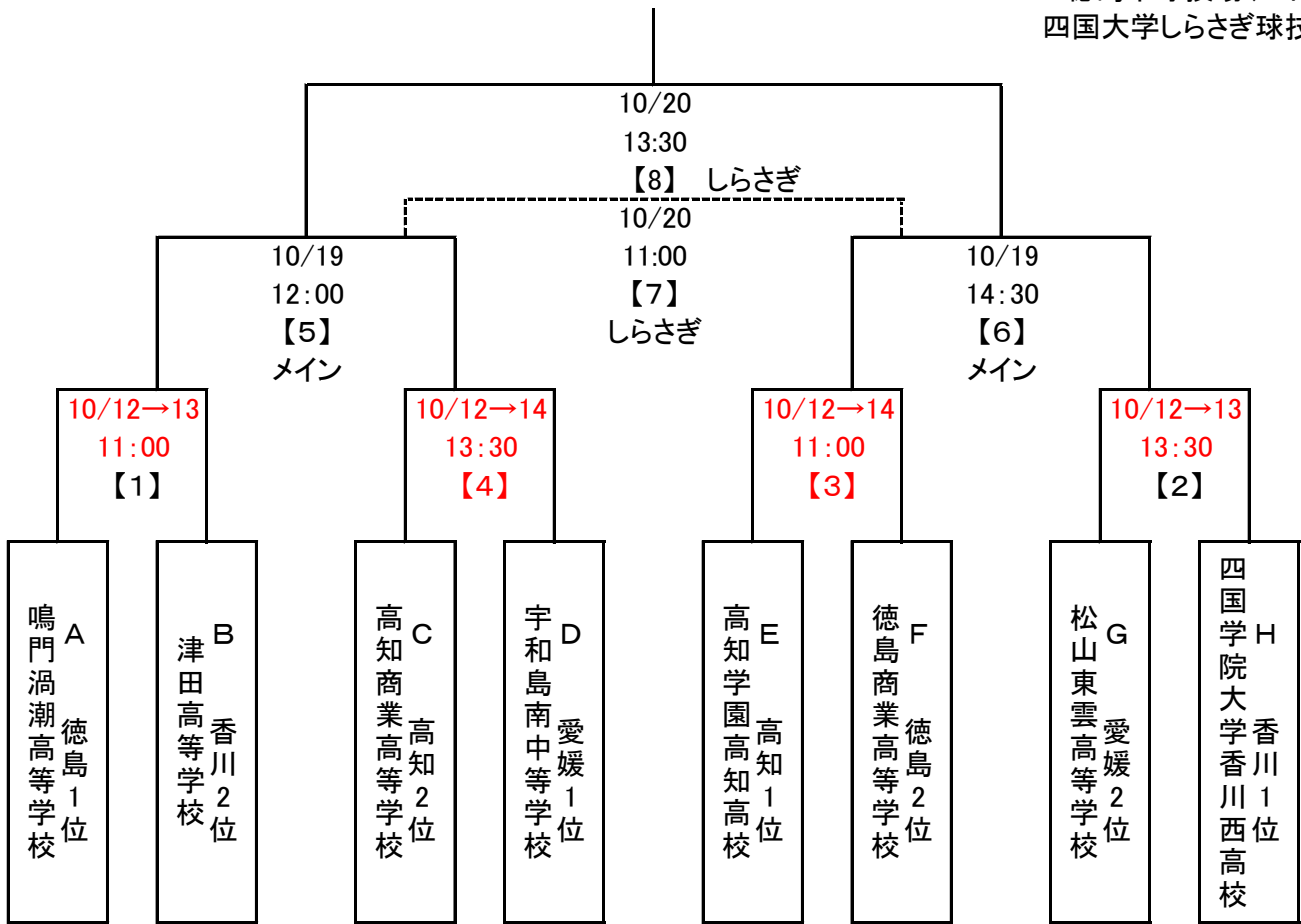 四国大学しらさぎ球技
10/20
13:30
【8】 しらさぎ
10/20
11:00
【7】
しらさぎ
10/19
12:00
【5】
メイン
10/19
14:30
【6】
メイン
10/12→13
11:00
【1】
10/12→14
13:30
【4】
10/12→14
11:00
【3】
10/12→13
13:30
【2】
A 徳島1位
鳴門渦潮高等学校
B 香川2位
津田高等学校
C 高知2位
高知商業高等学校
D 愛媛1位
宇和島南中等学校
E 高知1位
高知学園高知高校
F 徳島2位
徳島商業高等学校
G 愛媛2位
松山東雲高等学校
H 香川1位
四国学院大学香川西高校